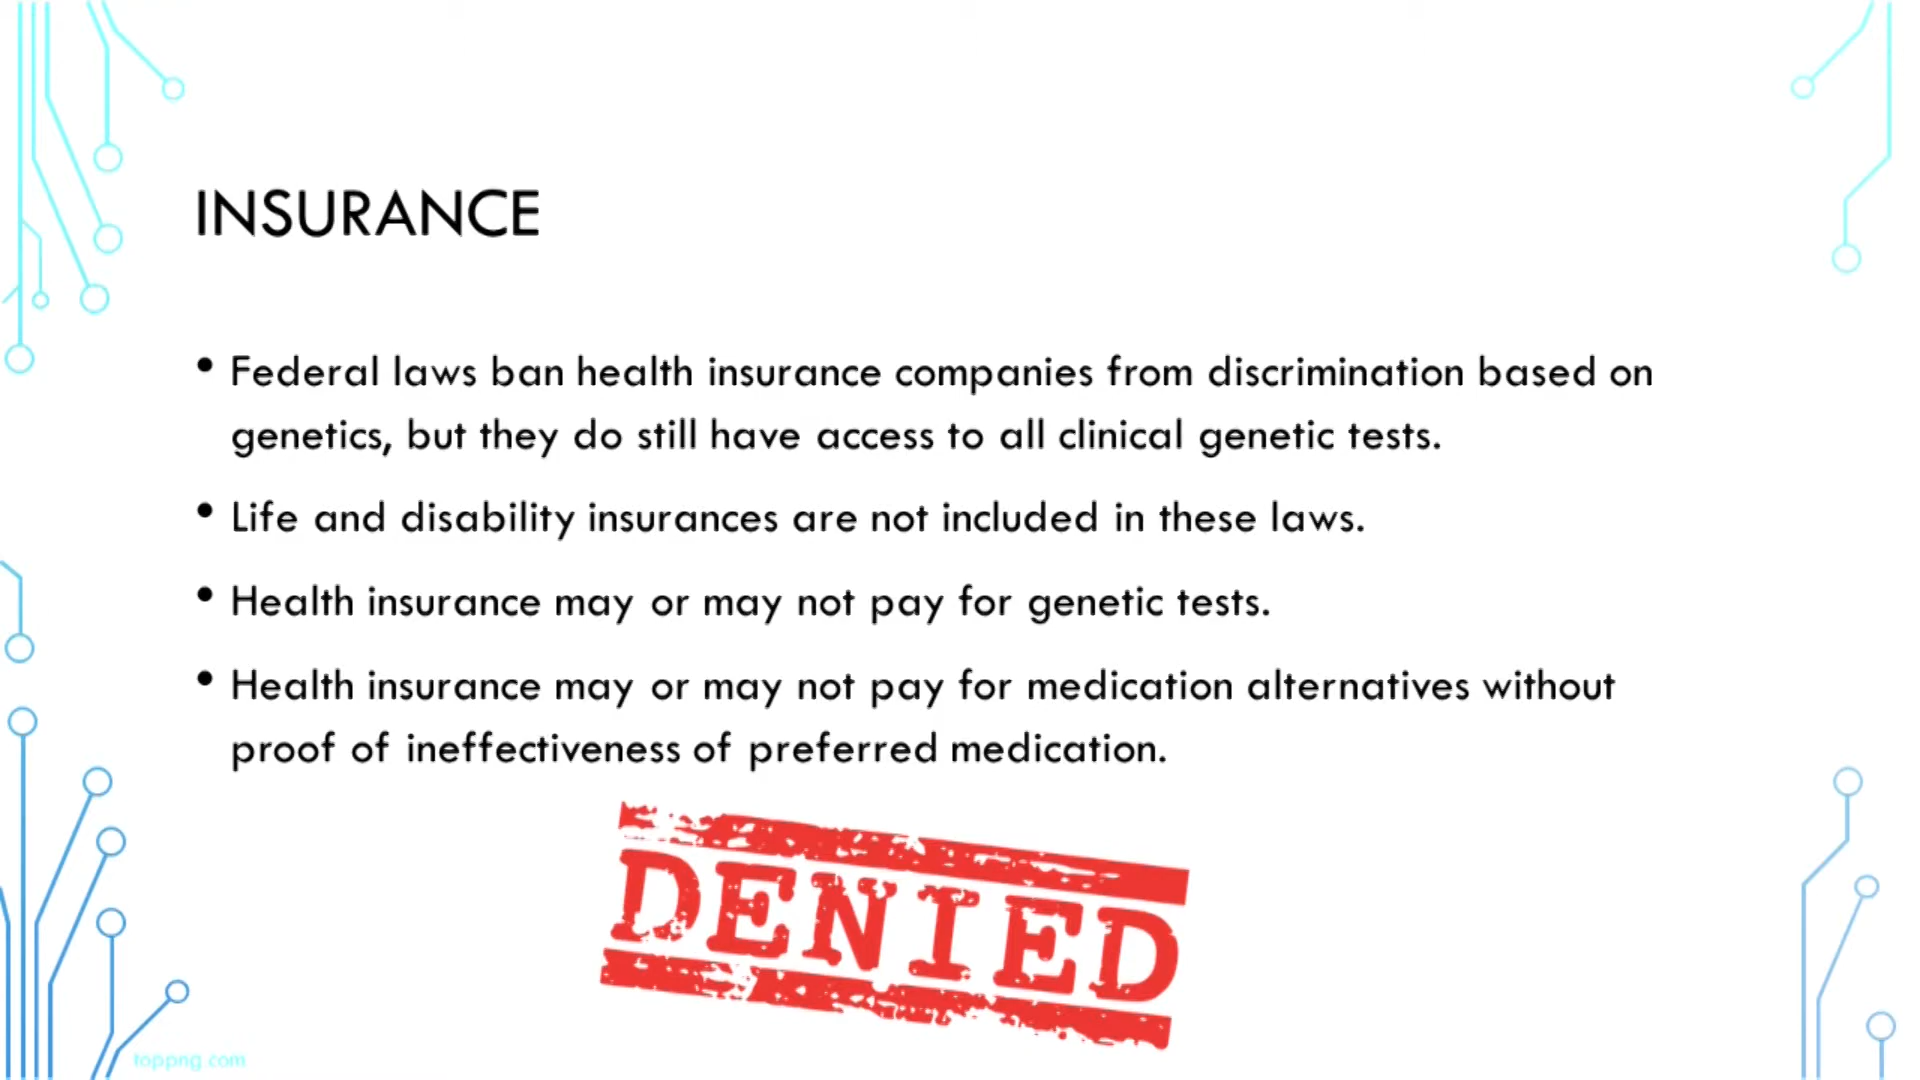 INSURANCE
• Federal laws ban health insurance companies from discrimination based on
genetics, but they do still have access to all clinical genetic tests.
• Life and disability insurances are not included in these laws.
• Health insurance may or may not pay for genetic tests.
• Health insurance may or may not pay for medication alternatives without
proof of ineffectiveness of preferred medication.
DENIED
toppng.com